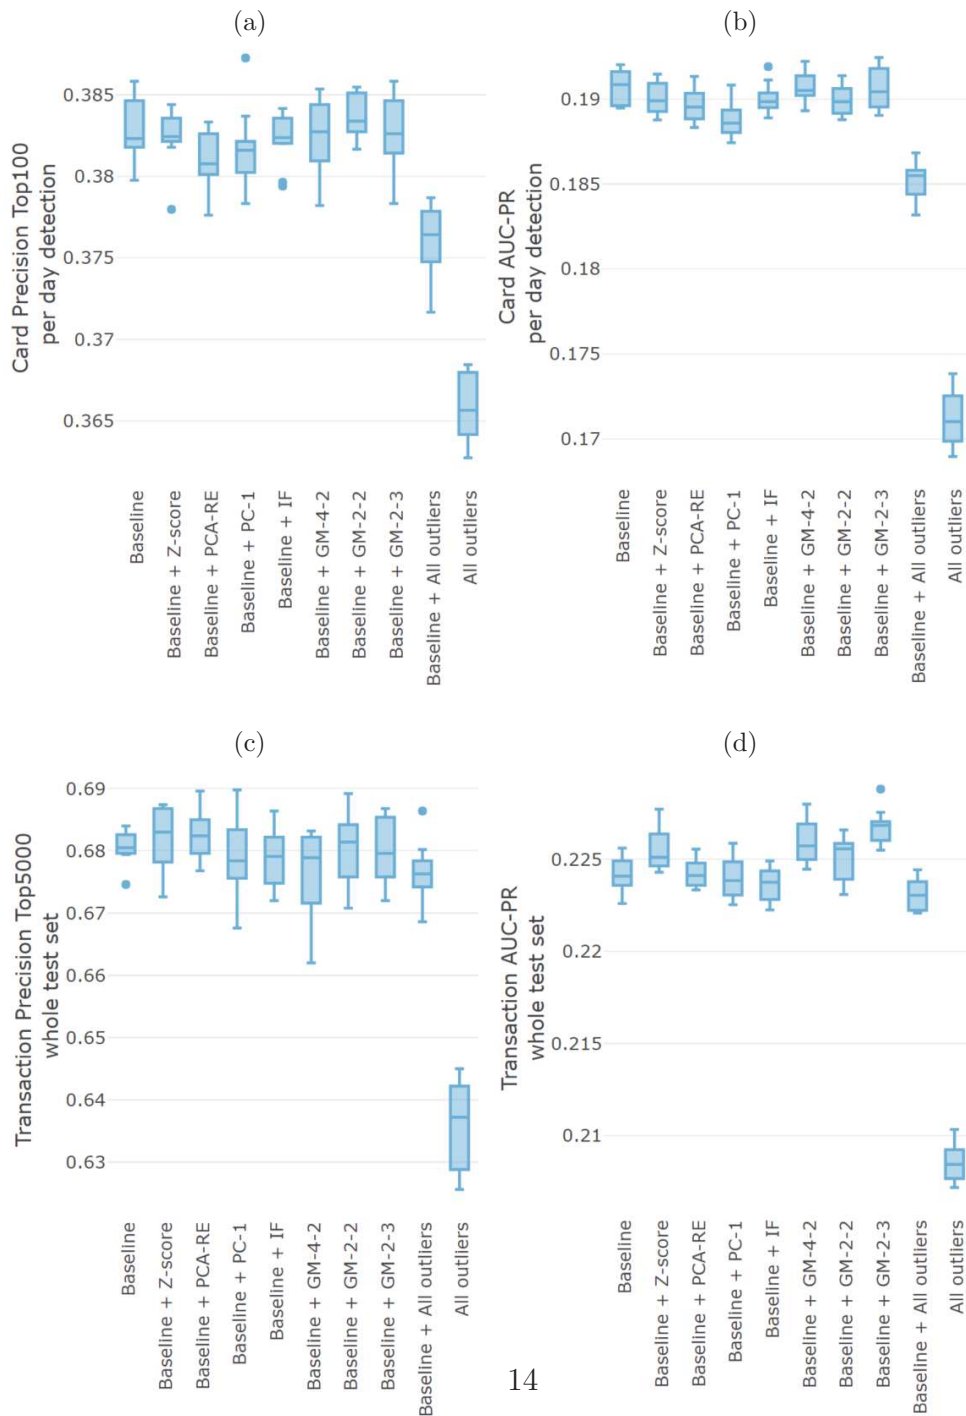 (a)
Card Precision Top100
per day detection
0.385
0.38
0.375
0.37
0.365
Baseline
Baseline + Z-score
Baseline + PCA-RE
Baseline + PC-1
Baseline + IF
Baseline + GM-4-2
Baseline + GM-2-2
Baseline + GM-2-3
Baseline + All outliers
All outliers
(b)
Card AUC-PR
per day detection
0.19
0.185
0.18
0.175
0.17
Baseline
Baseline + Z-score
Baseline + PCA-RE
Baseline + PC-1
Baseline + IF
Baseline + GM-4-2
Baseline + GM-2-2
Baseline + GM-2-3
Baseline + All outliers
All outliers
(c)
Transaction Precision Top5000
whole test set
0.69
0.68
0.67
0.66
0.65
0.64
0.63
Baseline
Baseline + Z-score
Baseline + PCA-RE
Baseline + PC-1
Baseline + IF
Baseline + GM-4-2
Baseline + GM-2-2
Baseline + GM-2-3
Baseline + All outliers
All outliers
(d)
Transaction AUC-PR
whole test set
0.225
0.22
0.215
0.21
Baseline
Baseline + Z-score
Baseline + PCA-RE
Baseline + PC-1
Baseline + IF
Baseline + GM-4-2
Baseline + GM-2-2
Baseline + GM-2-3
Baseline + All outliers
All outliers
14